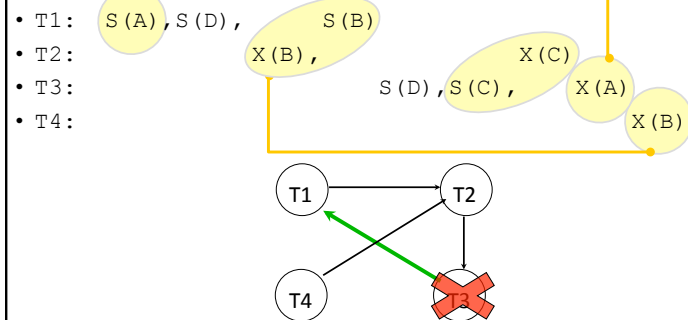 • T1: S(A),S(D), S(B)
• T2: X(B), X(C)
• T3: S(D),S(C), X(A)
• T4: X(B)
T1 T2
T4 T3